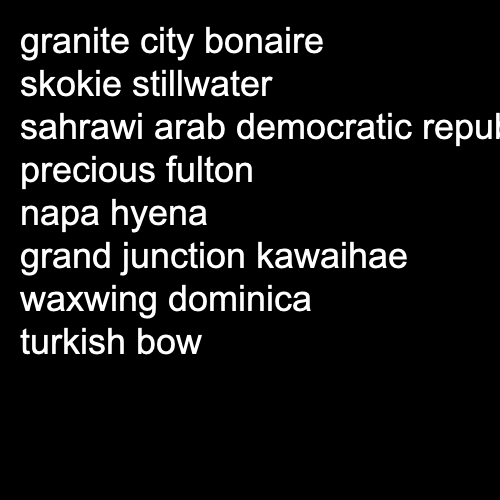 granite city bonaire
skokie stillwater
sahrawi arab democratic
precious fulton
napa hyena
grand junction kawaihae
waxwing dominica
turkish bow